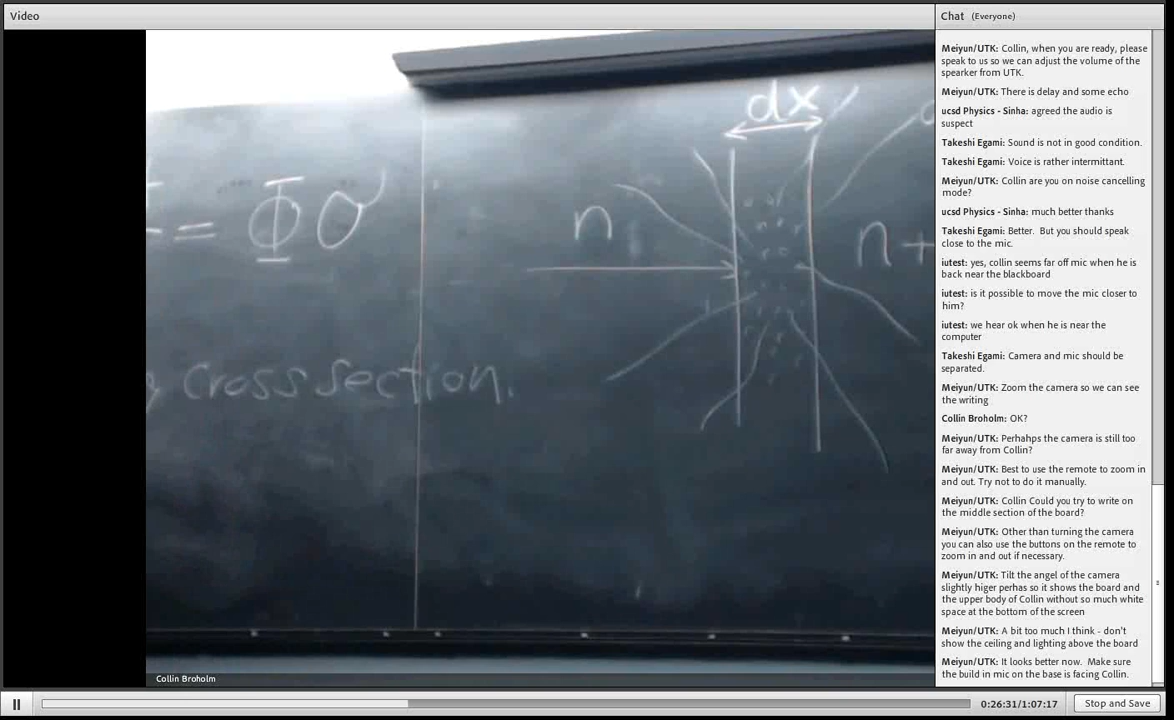 Video
Chat (Everyone)
dx
= Φσ
n
n+
cross section.
Collin Broholm
Meiyun/UTK: Collin, when you are ready, please
speak to us so we can adjust the volume of the
spearker from UTK.
Meiyun/UTK: There is delay and some echo
ucsd Physics - Sinha: agreed the audio is
suspect
Takeshi Egami: Sound is not in good condition.
Takeshi Egami: Voice is rather intermittant.
Meiyun/UTK: Collin are you on noise cancelling
mode?
ucsd Physics - Sinha: much better thanks
Takeshi Egami: Better. But you should speak
close to the mic.
iutest: yes, collin seems far off mic when he is
back near the blackboard
iutest: is it possible to move the mic closer to
him?
iutest: we hear ok when he is near the
computer
Takeshi Egami: Camera and mic should be
separated.
Meiyun/UTK: Zoom the camera so we can see
the writing
Collin Broholm: OK?
Meiyun/UTK: Perhahps the camera is still too
far away from Collin?
Meiyun/UTK: Best to use the remote to zoom in
and out. Try not to do it manually.
Meiyun/UTK: Collin Could you try to write on
the middle section of the board?
Meiyun/UTK: Other than turning the camera
you can also use the buttons on the remote to
zoom in and out if necessary.
Meiyun/UTK: Tilt the angel of the camera
slightly higer perhas so it shows the board and
the upper body of Collin without so much white
space at the bottom of the screen
Meiyun/UTK: A bit too much I think - don't
show the ceiling and lighting above the board
Meiyun/UTK: It looks better now. Make sure
the build in mic on the base is facing Collin.
0:26:31/1:07:17
Stop and Save